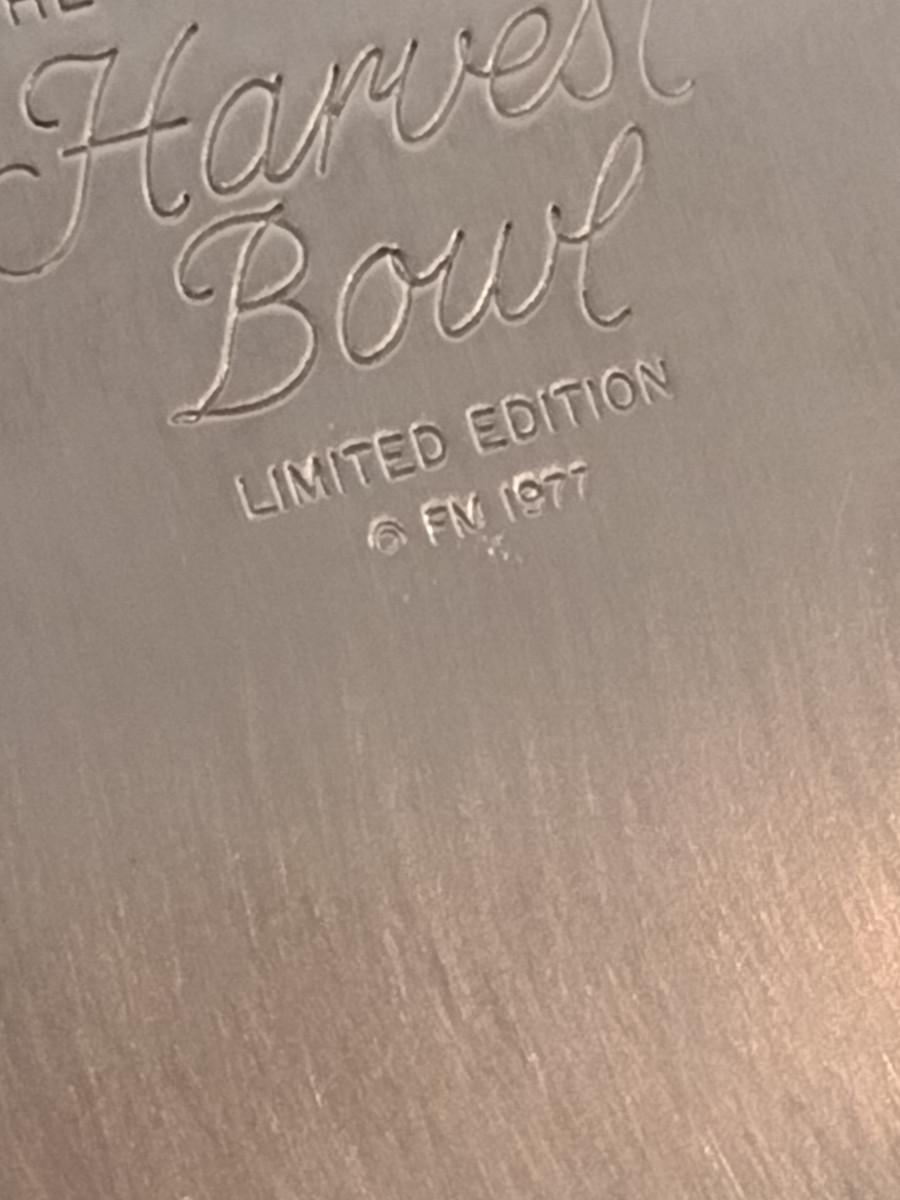 Harvest
Bowl
LIMITED EDITION
© FM 1977